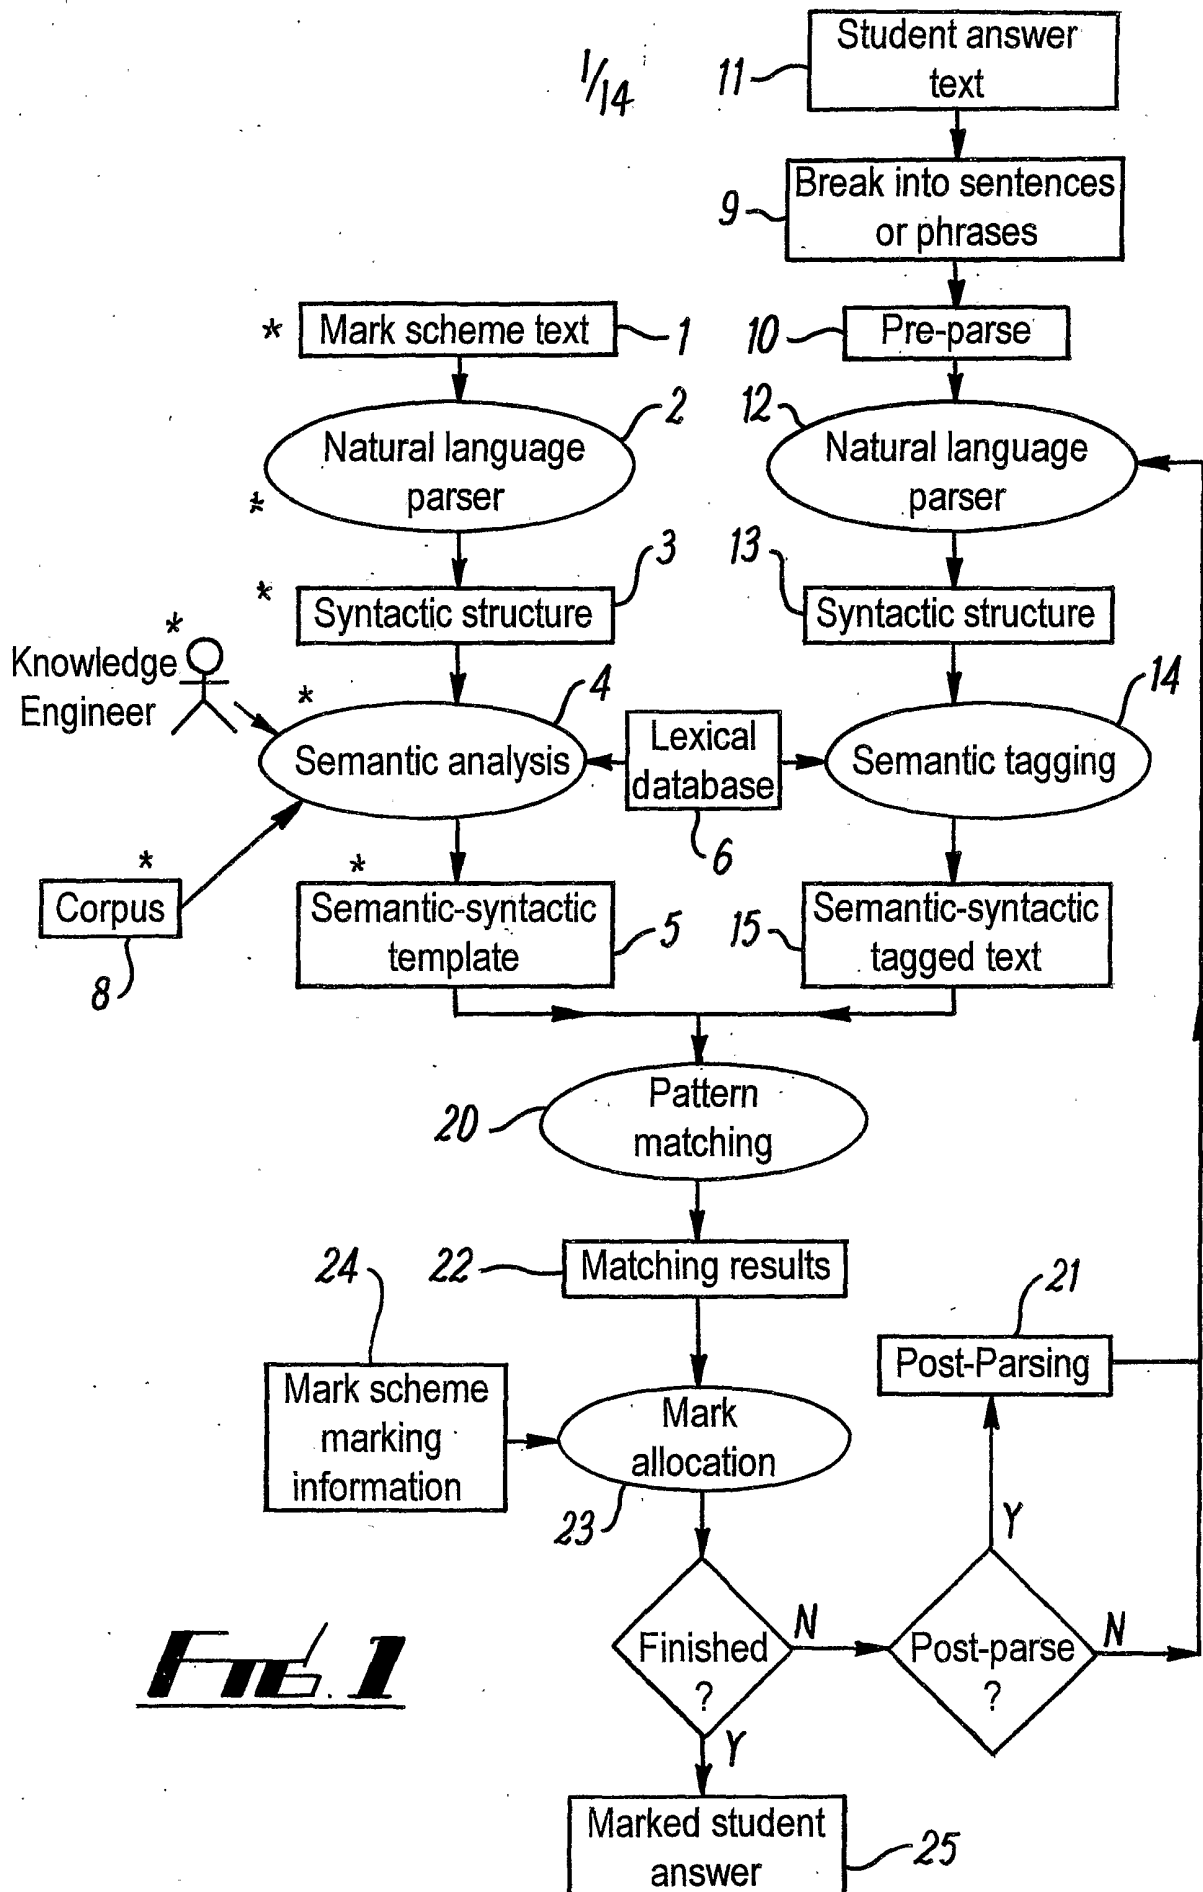 1/14
11
Student answer
text
9
Break into sentences
or phrases
* Mark scheme text
1
10
Pre-parse
2
12
Natural language
parser
*
Natural language
parser
3
13
*
Syntactic structure
Syntactic structure
*
Knowledge
Engineer
*
4
14
Semantic analysis
Lexical
database
Semantic tagging
6
*
Corpus
8
*
Semantic-syntactic
template
5
15
Semantic-syntactic
tagged text
20
Pattern
matching
22
Matching results
24
21
Mark scheme
marking
information
Mark
allocation
23
Post-Parsing
Y
Finished
?
N
Post-parse
?
N
Y
Fig. 1
Marked student
answer
25